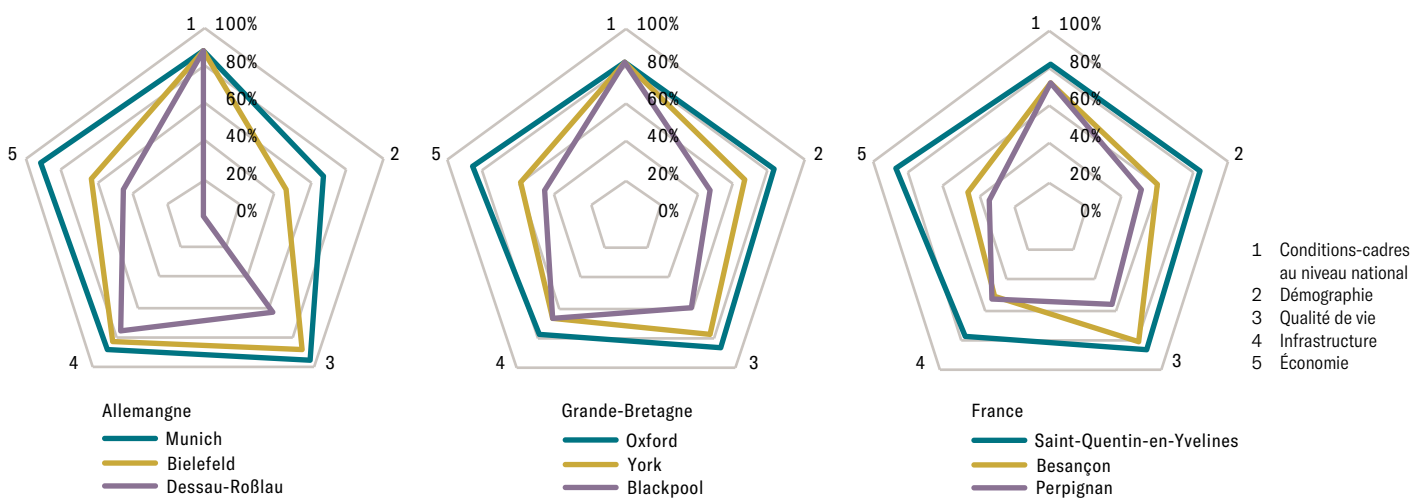 1 100%
80%
60%
40%
20%
0%
5
2
4
3
Allemangne
Munich
Bielefeld
Dessau-Roßlau
1 100%
80%
60%
40%
20%
0%
5
2
4
3
Grande-Bretagne
Oxford
York
Blackpool
1 100%
80%
60%
40%
20%
0%
5
2
4
3
France
Saint-Quentin-en-Yvelines
Besançon
Perpignan
1 Conditions-cadres
au niveau national
2 Démographie
3 Qualité de vie
4 Infrastructure
5 Économie